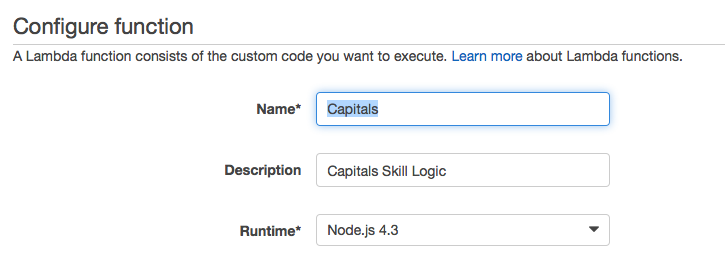 Configure function
A Lambda function consists of the custom code you want to execute. Learn more about Lambda functions.
Name* Capitals
Description Capitals Skill Logic
Runtime* Node.js 4.3